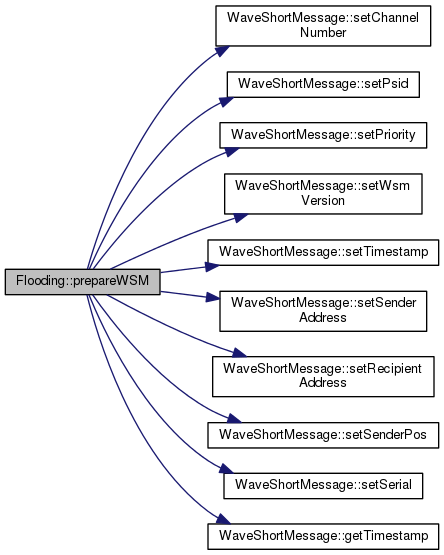 WaveShortMessage::setChannel
Number
WaveShortMessage::setPsid
WaveShortMessage::setPriority
WaveShortMessage::setWsm
Version
Flooding::prepareWSM
WaveShortMessage::setTimestamp
WaveShortMessage::setSender
Address
WaveShortMessage::setRecipient
Address
WaveShortMessage::setSenderPos
WaveShortMessage::setSerial
WaveShortMessage::getTimestamp